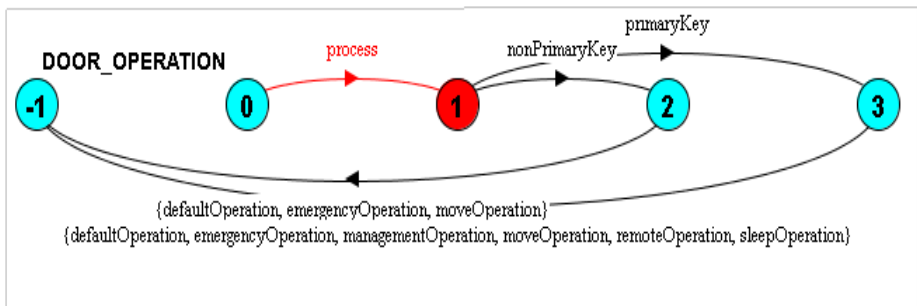 primaryKey
process
nonPrimaryKey
DOOR_OPERATION
-1
0
1
2
3
{defaultOperation, emergencyOperation, moveOperation}
{defaultOperation, emergencyOperation, managementOperation, moveOperation, remoteOperation, sleepOperation}